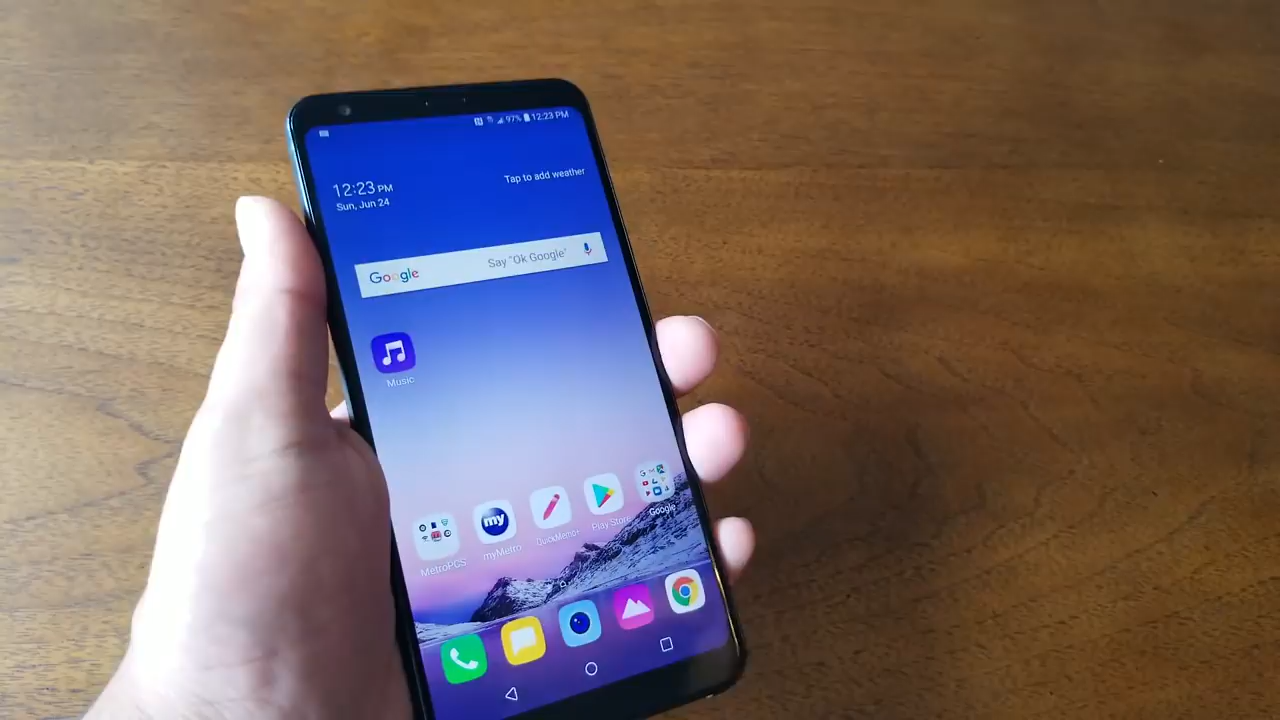 97% 12:23 PM
12:23 PM
Tap to add weather
Sun, Jun 24
Google Say "Ok Google"
Music
my
MetroPCS myMetro QuickMemo+ Play Store Google